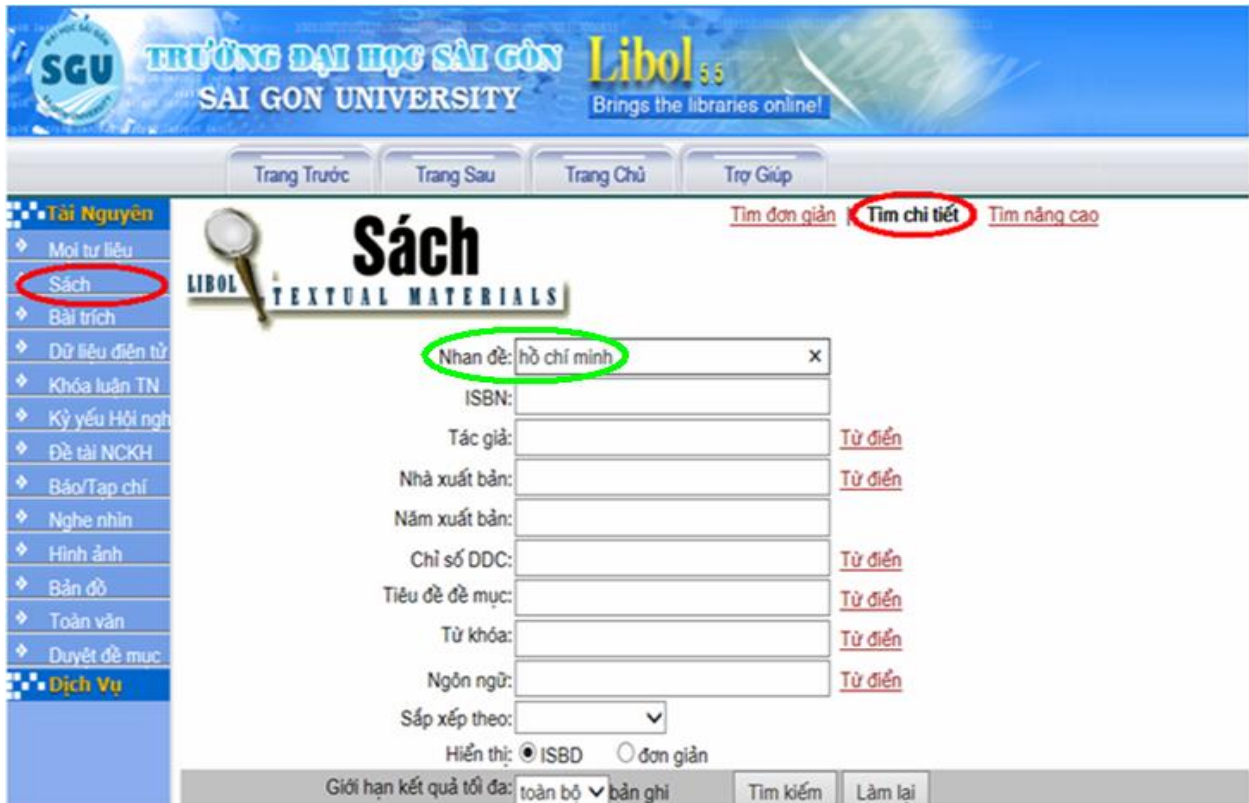 SGU
TRƯỜNG ĐẠI HỌC SÀI GÒN
SAI GON UNIVERSITY
Libol 5.5
Brings the libraries online!
Trang Trước Trang Sau Trang Chủ Trợ Giúp
Tài Nguyên
Mọi tư liệu
Sách
Bài trích
Dữ liệu điện tử
Khóa luận TN
Kỷ yếu Hội ngh
Đề tài NCKH
Báo/Tạp chí
Nghe nhìn
Hình ảnh
Bản đồ
Toàn văn
Duyệt đề mục
Dịch Vụ
Tìm đơn giản | Tìm chi tiết Tìm nâng cao
Sách
LIBOL TEXTUAL MATERIALS
Nhan đề: hồ chí minh x
ISBN:
Tác giả: Từ điển
Nhà xuất bản: Từ điển
Năm xuất bản:
Chỉ số DDC: Từ điển
Tiêu đề đề mục: Từ điển
Từ khóa: Từ điển
Ngôn ngữ: Từ điển
Sắp xếp theo:
Hiển thị: ISBD đơn giản
Giới hạn kết quả tối đa: toàn bộ bản ghi Tìm kiếm Làm lại